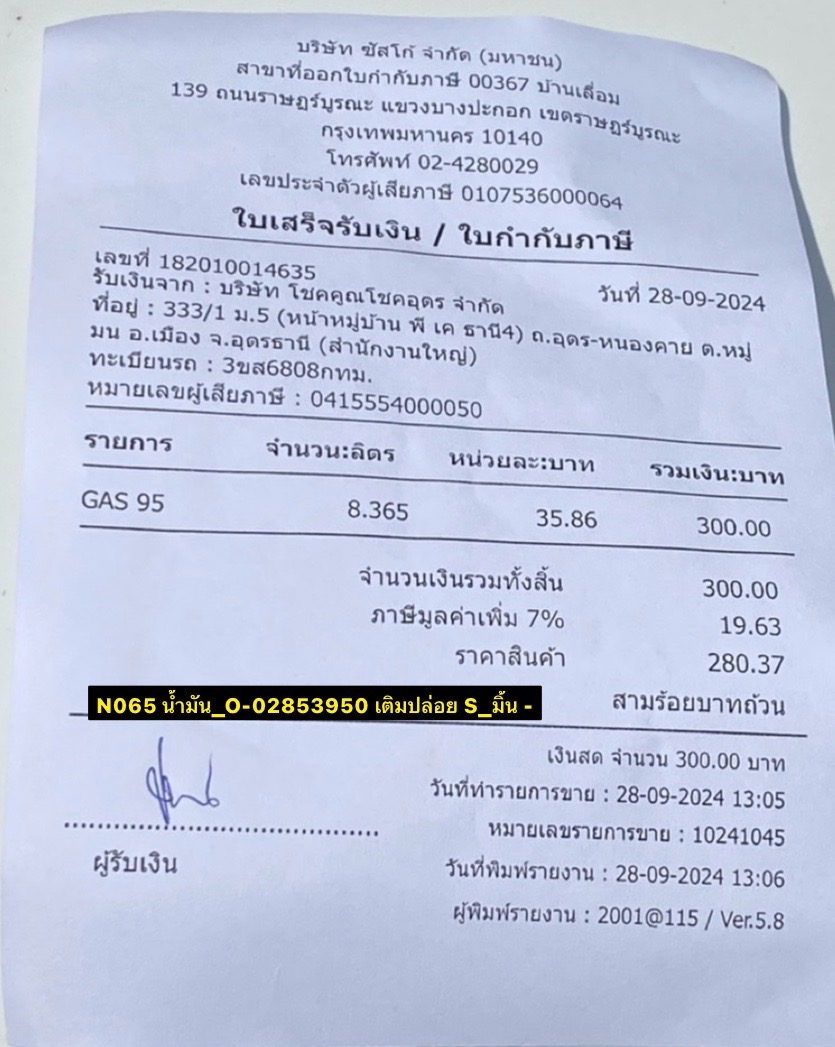 บริษัท ซัสโก้ จำกัด (มหาชน)
สาขาที่ออกใบกำกับภาษี 00367 บ้านเลื่อม
139 ถนนราษฎร์บูรณะ แขวงบางปะกอก เขตราษฎร์บูรณะ
กรุงเทพมหานคร 10140
โทรศัพท์ 02-4280029
เลขประจำตัวผู้เสียภาษี 0107536000064
ใบเสร็จรับเงิน / ใบกำกับภาษี
เลขที่ 182010014635
วันที่ 28-09-2024
รับเงินจาก : บริษัท โชคคูณโชคอุดร จำกัด
ที่อยู่ : 333/1 ม.5 (หน้าหมู่บ้าน พี เค ธานี4) ถ.อุดร-หนองคาย ต.หมู
มน อ.เมือง จ.อุดรธานี (สำนักงานใหญ่)
ทะเบียนรถ : 3ขส6808กทม.
หมายเลขผู้เสียภาษี : 0415554000050
รายการ จำนวน:ลิตร หน่วยละ:บาท รวมเงิน:บาท
GAS 95 8.365 35.86 300.00
จำนวนเงินรวมทั้งสิ้น 300.00
ภาษีมูลค่าเพิ่ม 7% 19.63
ราคาสินค้า 280.37
N065 น้ำมัน_O-02853950 เติมปล่อย S_มิ้น -
สามร้อยบาทถ้วน
เงินสด จำนวน 300.00 บาท
วันที่ทำรายการขาย : 28-09-2024 13:05
หมายเลขรายการขาย : 10241045
ผู้รับเงิน
วันที่พิมพ์รายงาน : 28-09-2024 13:06
ผู้พิมพ์รายงาน : 2001@115 / Ver.5.8